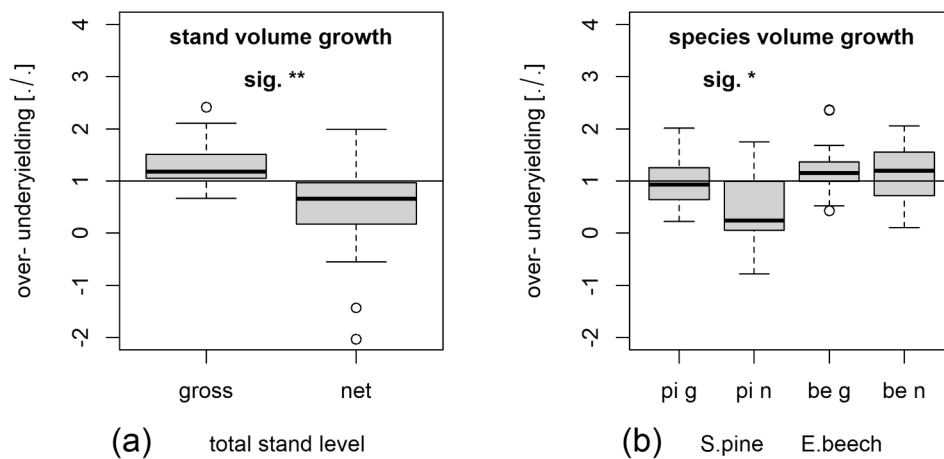 over- underyielding [./.]
4
3
2
1
0
-1
-2
stand volume growth
sig. **
gross net
(a) total stand level
over- underyielding [./.]
4
3
2
1
0
-1
-2
species volume growth
sig. *
pi g pi n be g be n
(b) S.pine E.beech